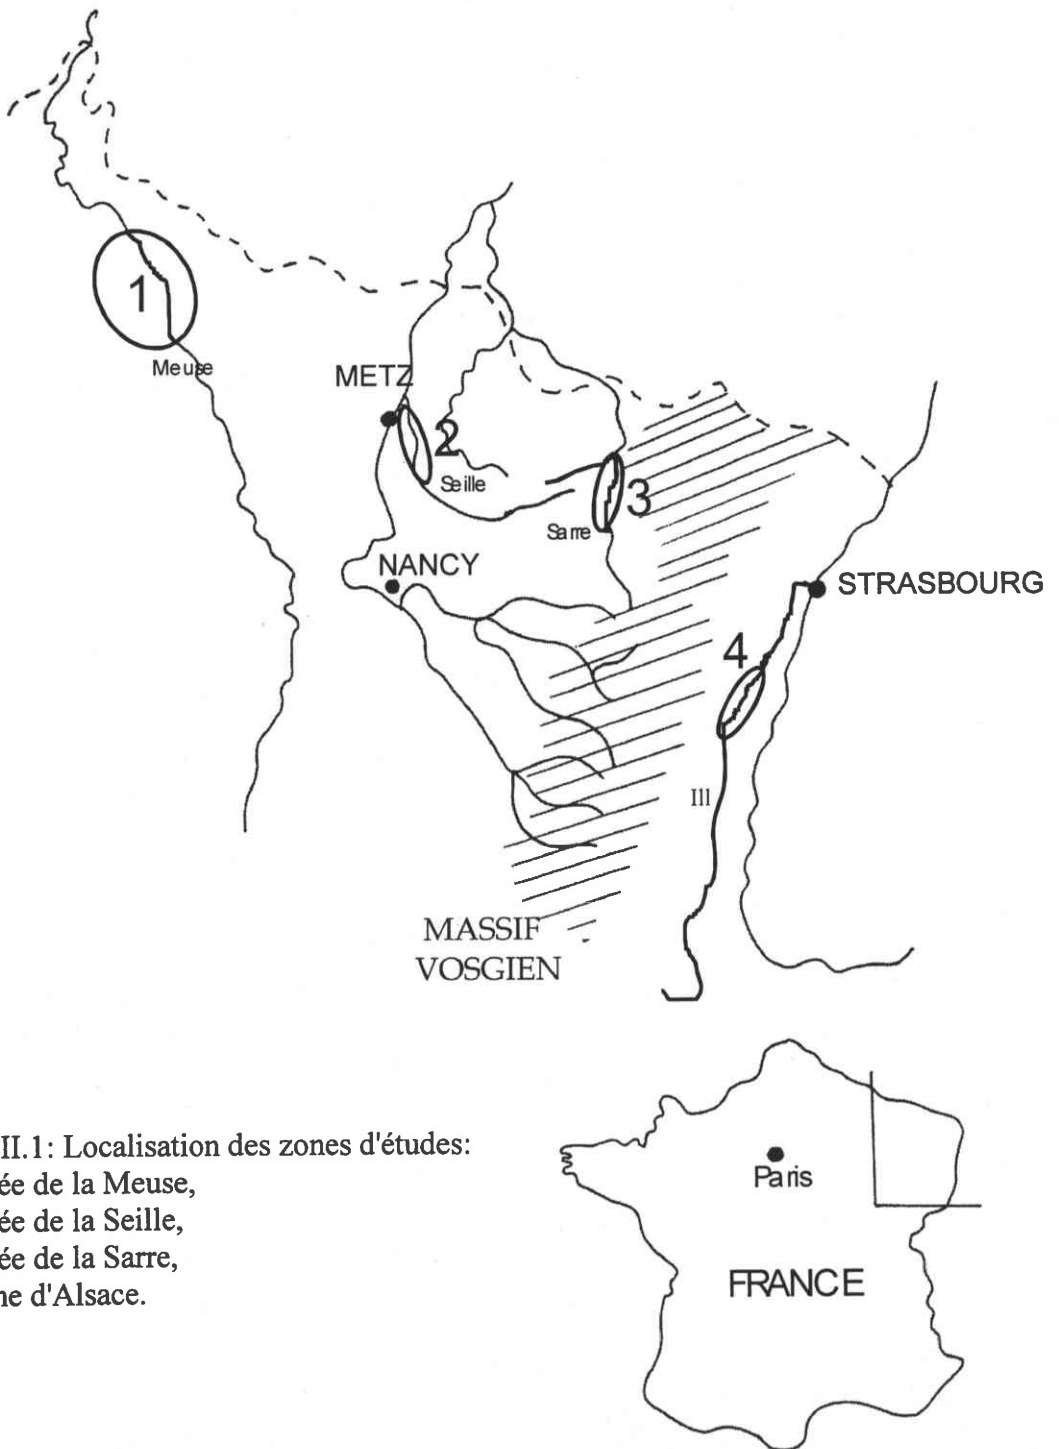 1
Meuse
METZ
2
Seille
3
Sarre
NANCY
STRASBOURG
4
Ill
MASSIF
VOSGIEN
II.1: Localisation des zones d'études:
ée de la Meuse,
ée de la Seille,
ée de la Sarre,
ne d'Alsace.
Paris
FRANCE